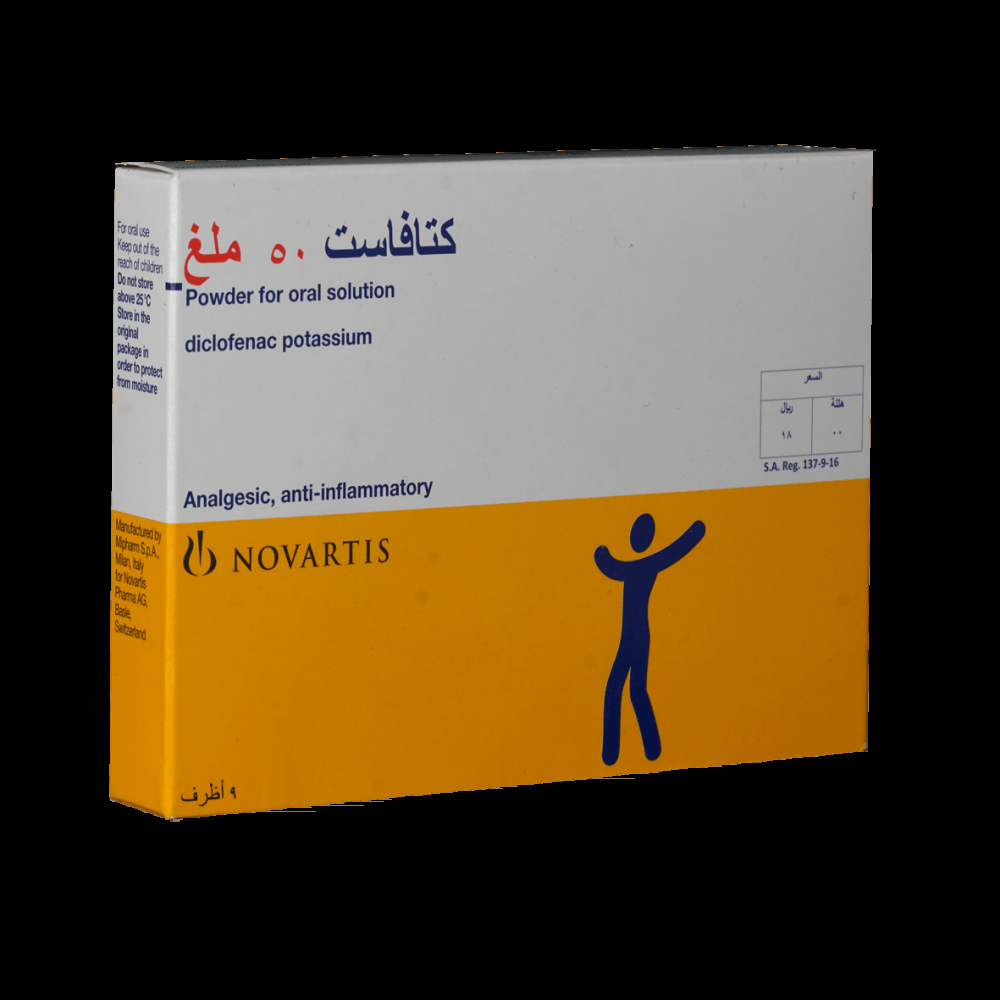 For oral use
Keep out of the
reach of children
Do not store
above 25°C
Store in the
original
package in
order to protect
from moisture
Manufactured by
Mipharm S.p.A.,
Milan, Italy
for Novartis
Pharma AG,
Basle,
Switzerland
كتافاست ٥٠ ملغ
Powder for oral solution
diclofenac potassium
السعر
هللة ريال
٠٠ ١٨
S.A. Reg. 137-9-16
Analgesic, anti-inflammatory
NOVARTIS
٩ أظرف